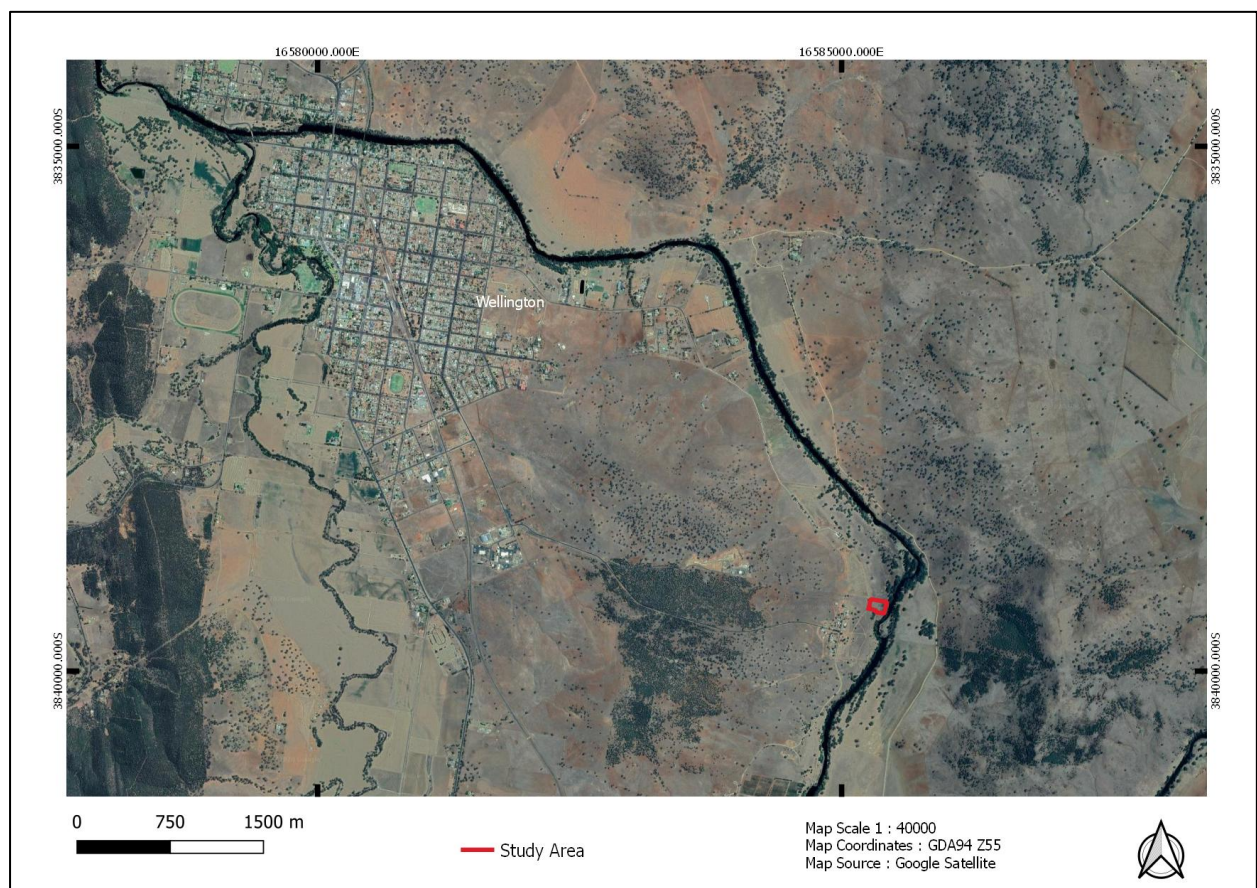 16580000.000E
16585000.000E
3835000.000S
3835000.000S
Wellington
3840000.000S
3840000.000S
0 750 1500 m
Study Area
Map Scale 1 : 40000
Map Coordinates : GDA94 Z55
Map Source : Google Satellite